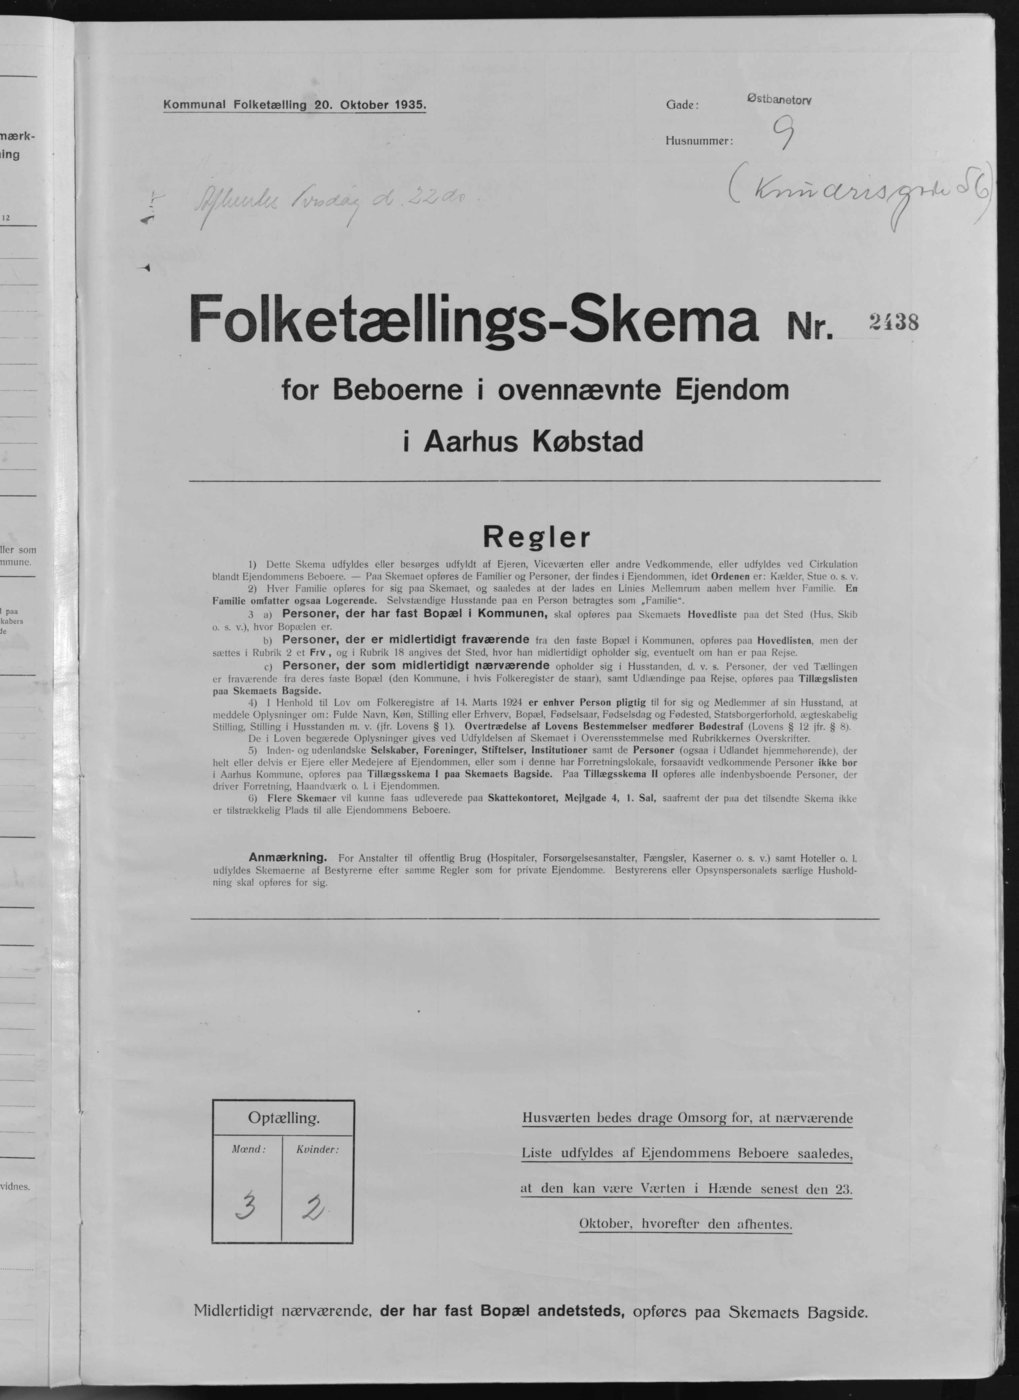 Kommunal Folketælling 20. Oktober 1935.
Gade: Østbanetorv
Husnummer: 9
d. 22 ds.
56)
Folketællings-Skema Nr. 2438
for Beboerne i ovennævnte Ejendom
i Aarhus Købstad
Regler
1) Dette Skema udfyldes eller besørges udfyldt af Ejeren, Viceværten eller andre Vedkommende, eller udfyldes ved Cirkulation
blandt Ejendommens Beboere. — Paa Skemaet opføres de Familier og Personer, der findes i Ejendommen, idet Ordenen er: Kælder, Stue o. s. v.
2) Hver Familie opføres for sig paa Skemaet, og saaledes at der lades en Linies Mellemrum aaben mellem hver Familie. En
Familie omfatter ogsaa Logerende. Selvstændige Husstande paa en Person betragtes som „Familie“.
3 a) Personer, der har fast Bopæl i Kommunen, skal opføres paa Skemaets Hovedliste paa det Sted (Hus, Skib
o. s. v.), hvor Bopælen er.
b) Personer, der er midlertidigt fraværende fra den faste Bopæl i Kommunen, opføres paa Hovedlisten, men der
sættes i Rubrik 2 et Frv, og i Rubrik 18 angives det Sted, hvor han midlertidigt opholder sig, eventuelt om han er paa Rejse.
c) Personer, der som midlertidigt nærværende opholder sig i Husstanden, d. v. s. Personer, der ved Tællingen
er fraværende fra deres faste Bopæl (den Kommune, i hvis Folkeregister de staar), samt Udlændinge paa Rejse, opføres paa Tillægslisten
paa Skemaets Bagside.
4) I Henhold til Lov om Folkeregistre af 14. Marts 1924 er enhver Person pligtig til for sig og Medlemmer af sin Husstand, at
meddele Oplysninger om: Fulde Navn, Køn, Stilling eller Erhverv, Bopæl, Fødselsaar, Fødselsdag og Fødested, Statsborgerforhold, ægteskabelig
Stilling, Stilling i Husstanden m. v. (jfr. Lovens § 1). Overtrædelse af Lovens Bestemmelser medfører Bødestraf (Lovens § 12 jfr. § 8).
De i Loven begærede Oplysninger gives ved Udfyldelsen af Skemaet i Overensstemmelse med Rubrikkernes Overskrifter.
5) Inden- og udenlandske Selskaber, Foreninger, Stiftelser, Institutioner samt de Personer (ogsaa i Udlandet hjemmehørende), der
helt eller delvis er Ejere eller Medejere af Ejendommen, eller som i denne har Forretningslokale, forsaavidt vedkommende Personer ikke bor
i Aarhus Kommune, opføres paa Tillægsskema I paa Skemaets Bagside. Paa Tillægsskema II opføres alle indenbysboende Personer, der
driver Forretning, Haandværk o. l. i Ejendommen.
6) Flere Skemaer vil kunne faas udleverede paa Skattekontoret, Mejlgade 4, 1. Sal, saafremt der paa det tilsendte Skema ikke
er tilstrækkelig Plads til alle Ejendommens Beboere.
Anmærkning. For Anstalter til offentlig Brug (Hospitaler, Forsørgelsesanstalter, Fængsler, Kaserner o. s. v.) samt Hoteller o. l.
udfyldes Skemaerne af Bestyrerne efter samme Regler som for private Ejendomme. Bestyrerens eller Opsynspersonalets særlige Hushold-
ning skal opføres for sig.
Optælling.
Mænd: Kvinder:
3 2
Husværten bedes drage Omsorg for, at nærværende
Liste udfyldes af Ejendommens Beboere saaledes,
at den kan være Værten i Hænde senest den 23.
Oktober, hvorefter den afhentes.
Midlertidigt nærværende, der har fast Bopæl andetsteds, opføres paa Skemaets Bagside.
mærk-
ing
12
ller som
mmune.
paa
kabers
de
vidnes.